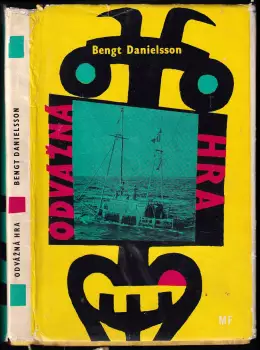 Bengt Danielsson
ODVÁŽNÁ
HRA
MF
ODVÁŽNÁ HRA
BENGT DANIELSSON